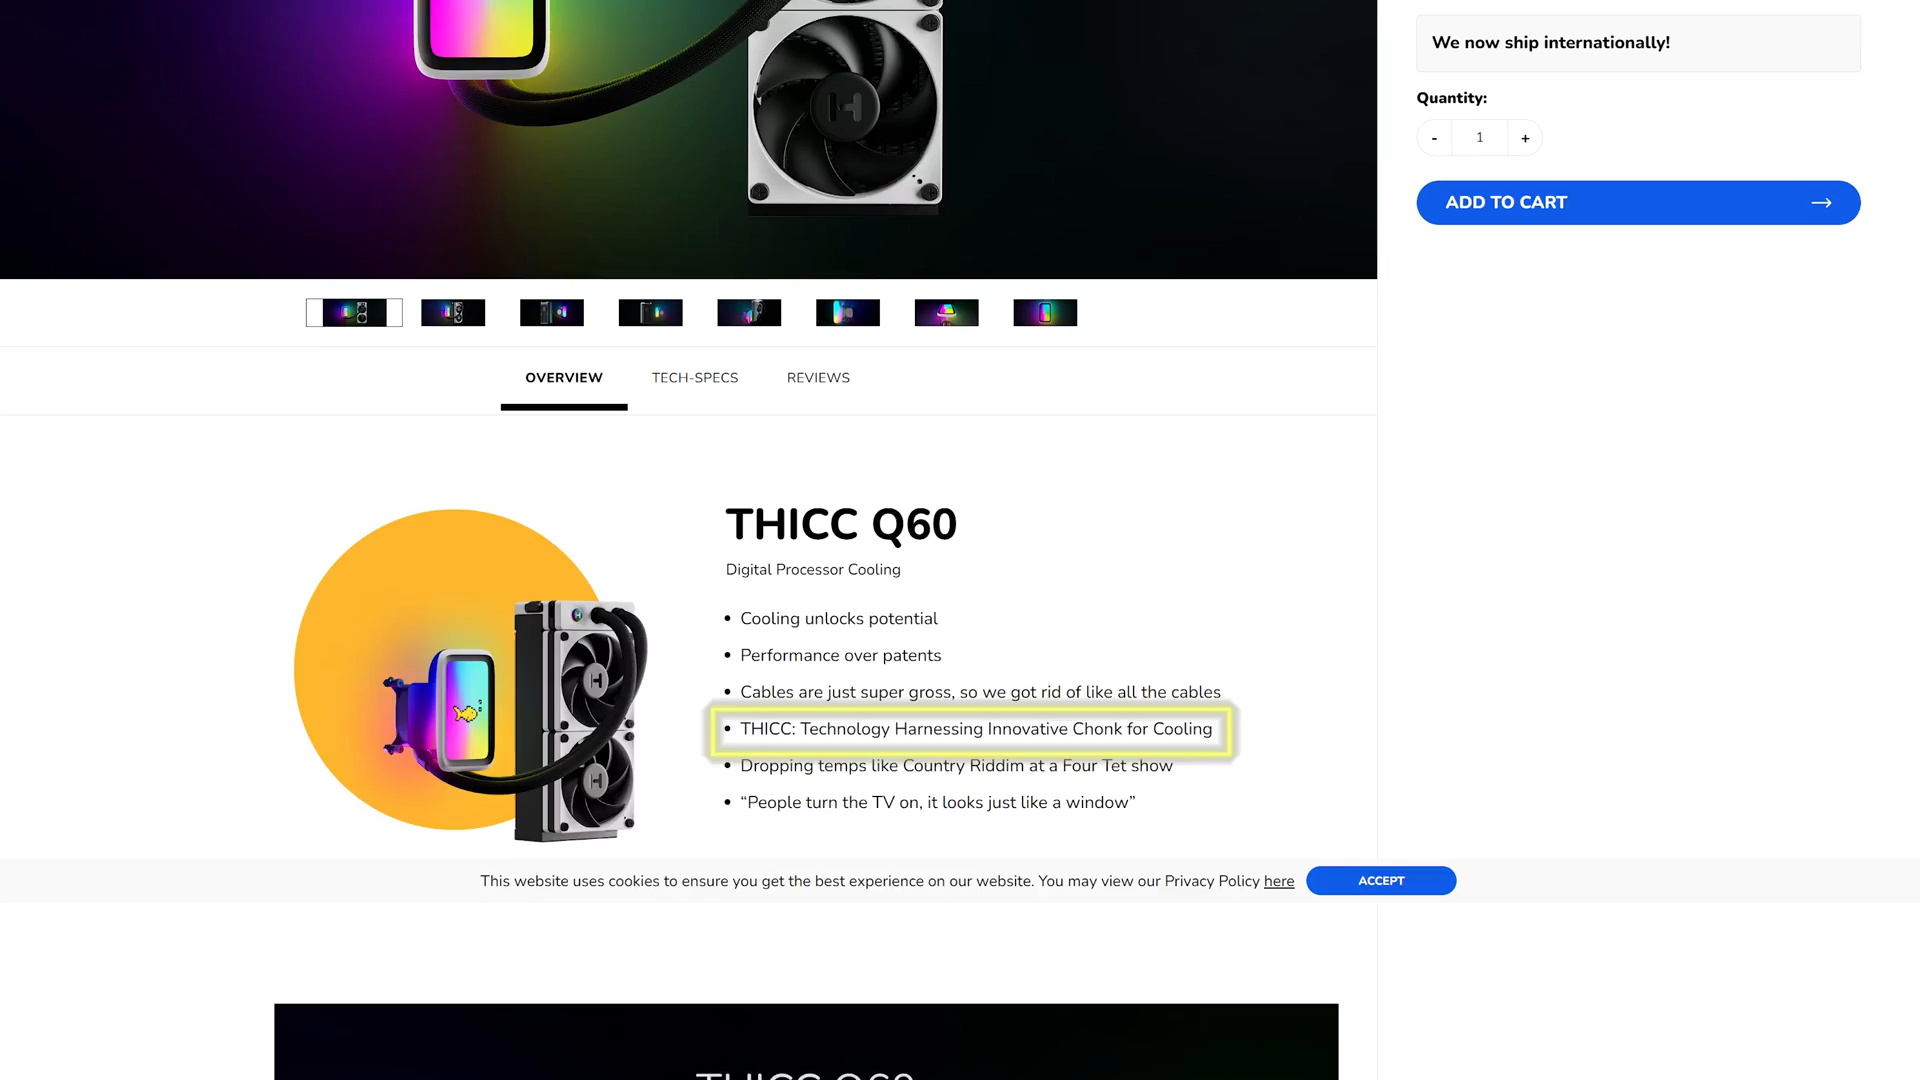 We now ship internationally!
Quantity:
- 1 +
ADD TO CART
OVERVIEW TECH-SPECS REVIEWS
THICC Q60
Digital Processor Cooling
• Cooling unlocks potential
• Performance over patents
• Cables are just super gross, so we got rid of like all the cables
• THICC: Technology Harnessing Innovative Chonk for Cooling
• Dropping temps like Country Riddim at a Four Tet show
• “People turn the TV on, it looks just like a window”
This website uses cookies to ensure you get the best experience on our website. You may view our Privacy Policy here ACCEPT
THICC Q60